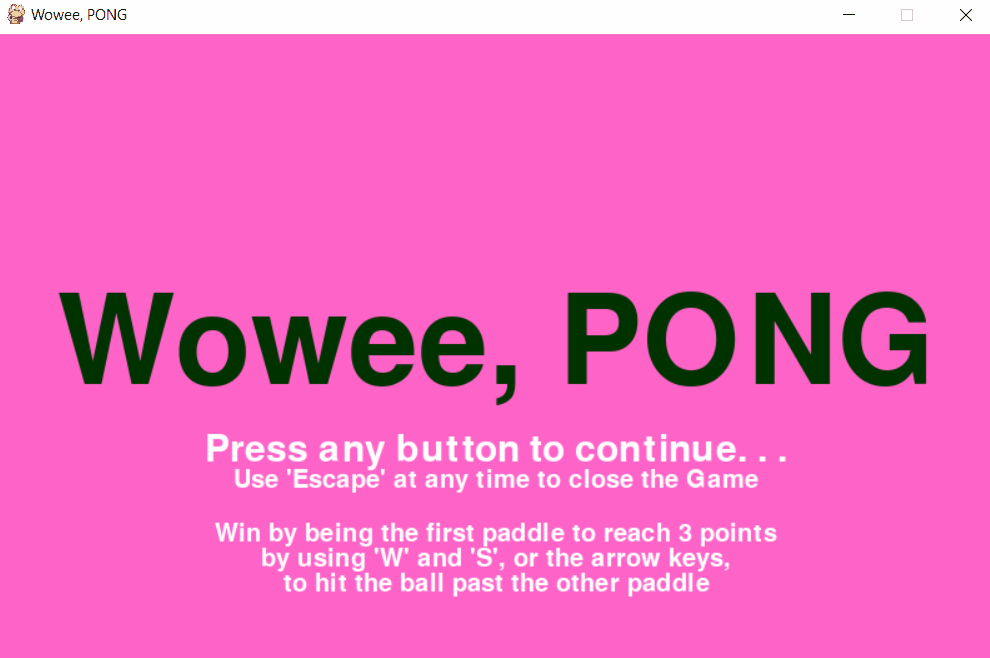 Wowee, PONG
Wowee, PONG
Press any button to continue. . .
Use 'Escape' at any time to close the Game
Win by being the first paddle to reach 3 points
by using 'W' and 'S', or the arrow keys,
to hit the ball past the other paddle